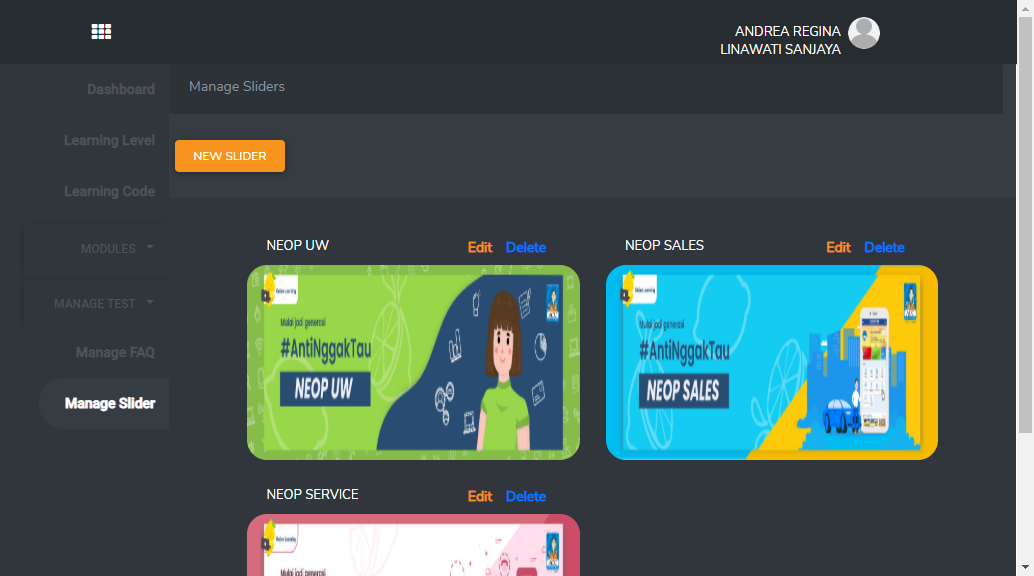 ANDREA REGINA
LINAWATI SANJAYA
Dashboard
Manage Sliders
Learning Level
NEW SLIDER
Learning Code
MODULES
MANAGE TEST
Manage FAQ
Manage Slider
NEOP UW
Edit Delete
Mulai jadi generasi
#AntiNggakTau
NEOP UW
NEOP SALES
Edit Delete
Mulai jadi generasi
#AntiNggakTau
NEOP SALES
NEOP SERVICE
Edit Delete
Mulai jadi generasi